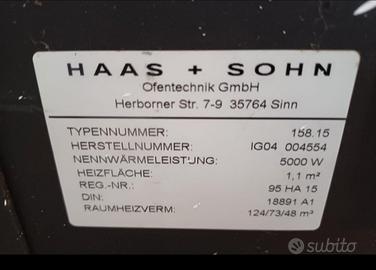 HAAS + SOHN
Ofentechnik GmbH
Herborner Str. 7-9 35764 Sinn
TYPENNUMMER: 158.15
HERSTELLNUMMER: IG04 004554
NENNWÄRMELEISTUNG: 5000 W
HEIZFLÄCHE: 1,1 m²
REG.-NR.: 95 HA 15
DIN: 18891 A1
RAUMHEIZVERM: 124/73/48 m³
subito